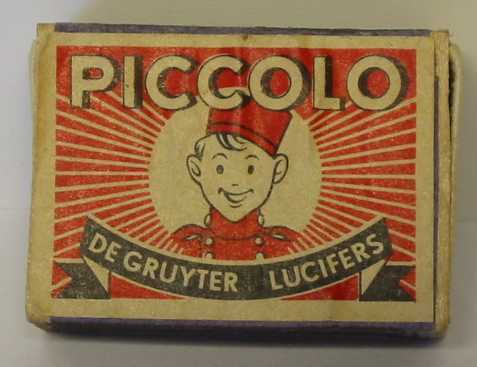 PICCOLO
DE GRUYTER LUCIFERS